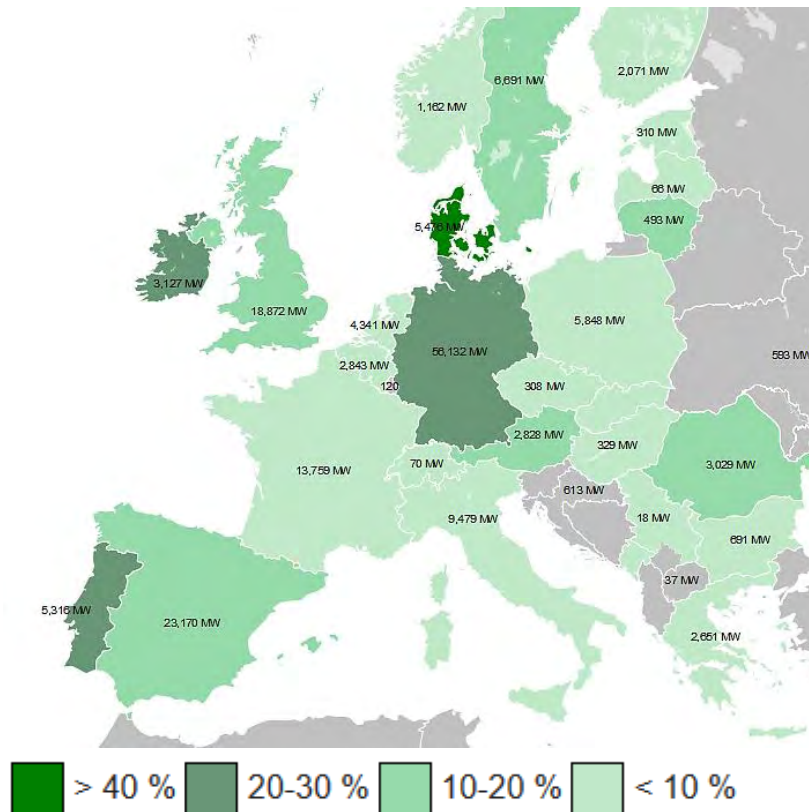 6,691 MW
2,071 MW
1,162 MW
310 MW
66 MW
493 MW
5,476 MW
3,127 MW
18,872 MW
4,341 MW
5,848 MW
56,132 MW
593 MW
2,843 MW
120
308 MW
2,828 MW
329 MW
3,029 MW
13,759 MW
70 MW
613 MW
9,479 MW
18 MW
691 MW
37 MW
5,316 MW
23,170 MW
2,651 MW
> 40 % 20-30 % 10-20 % < 10 %